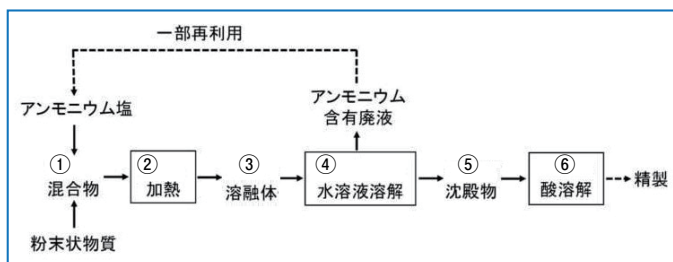 一部再利用
アンモニウム塩
アンモニウム
含有廃液
①
混合物
②
加熱
③
溶融体
④
水溶液溶解
⑤
沈殿物
⑥
酸溶解
精製
粉末状物質